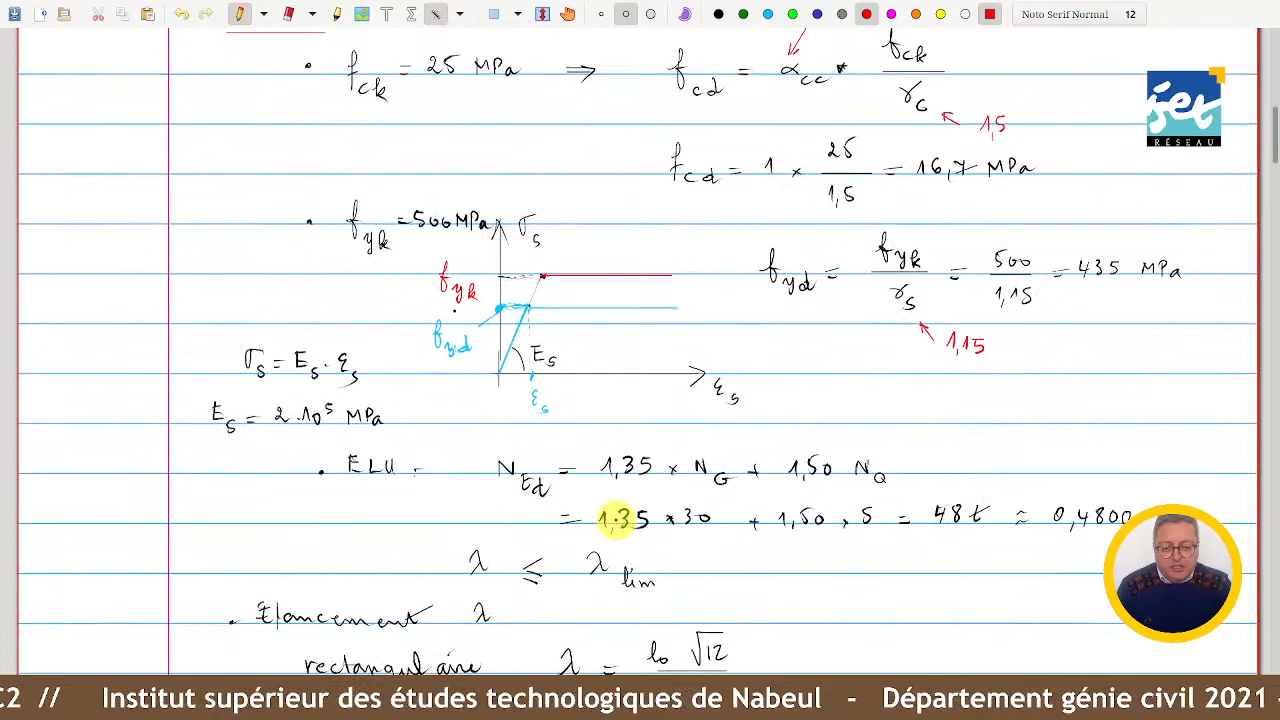 Noto Serif Normal 12
• fck = 25 MPa ⇒ fcd = αcc * fck / γc
1,5
fcd = 1 × 25 / 1,5 = 16,7 MPa
• fyk = 500 MPa
σs
fyk
fyd
Es
εs
εs
fyd = fyk / γs = 500 / 1,15 = 435 MPa
1,15
σs = Es . εs
Es = 2.10⁵ MPa
• ELU NEd = 1,35 × NG + 1,50 NQ
= 1,35 × 30 + 1,50 × 5 = 48 t ≈ 0,4800
λ ≤ λlim
• Elancement λ
rectangulaire λ = l0 √12
iset
RÉSEAU
C2 // Institut supérieur des études technologiques de Nabeul - Département génie civil 2021